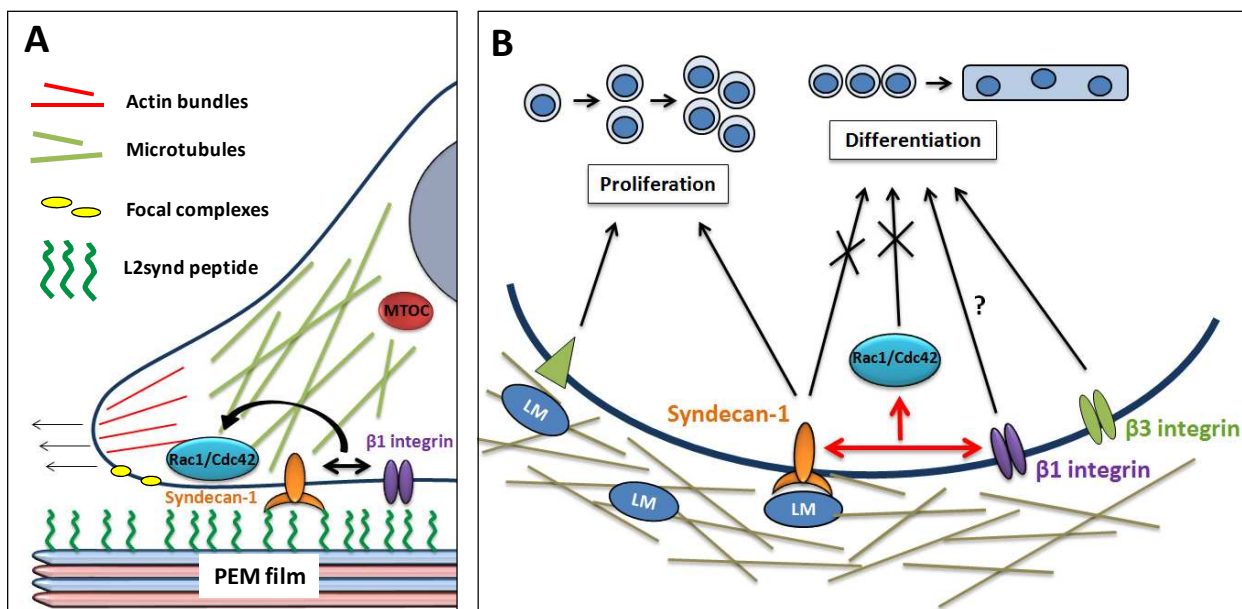 A
Actin bundles
Microtubules
Focal complexes
L2synd peptide
MTOC
Rac1/Cdc42
β1 integrin
Syndecan-1
PEM film
B
Proliferation
Differentiation
?
Rac1/Cdc42
LM
Syndecan-1
β3 integrin
β1 integrin
LM
LM